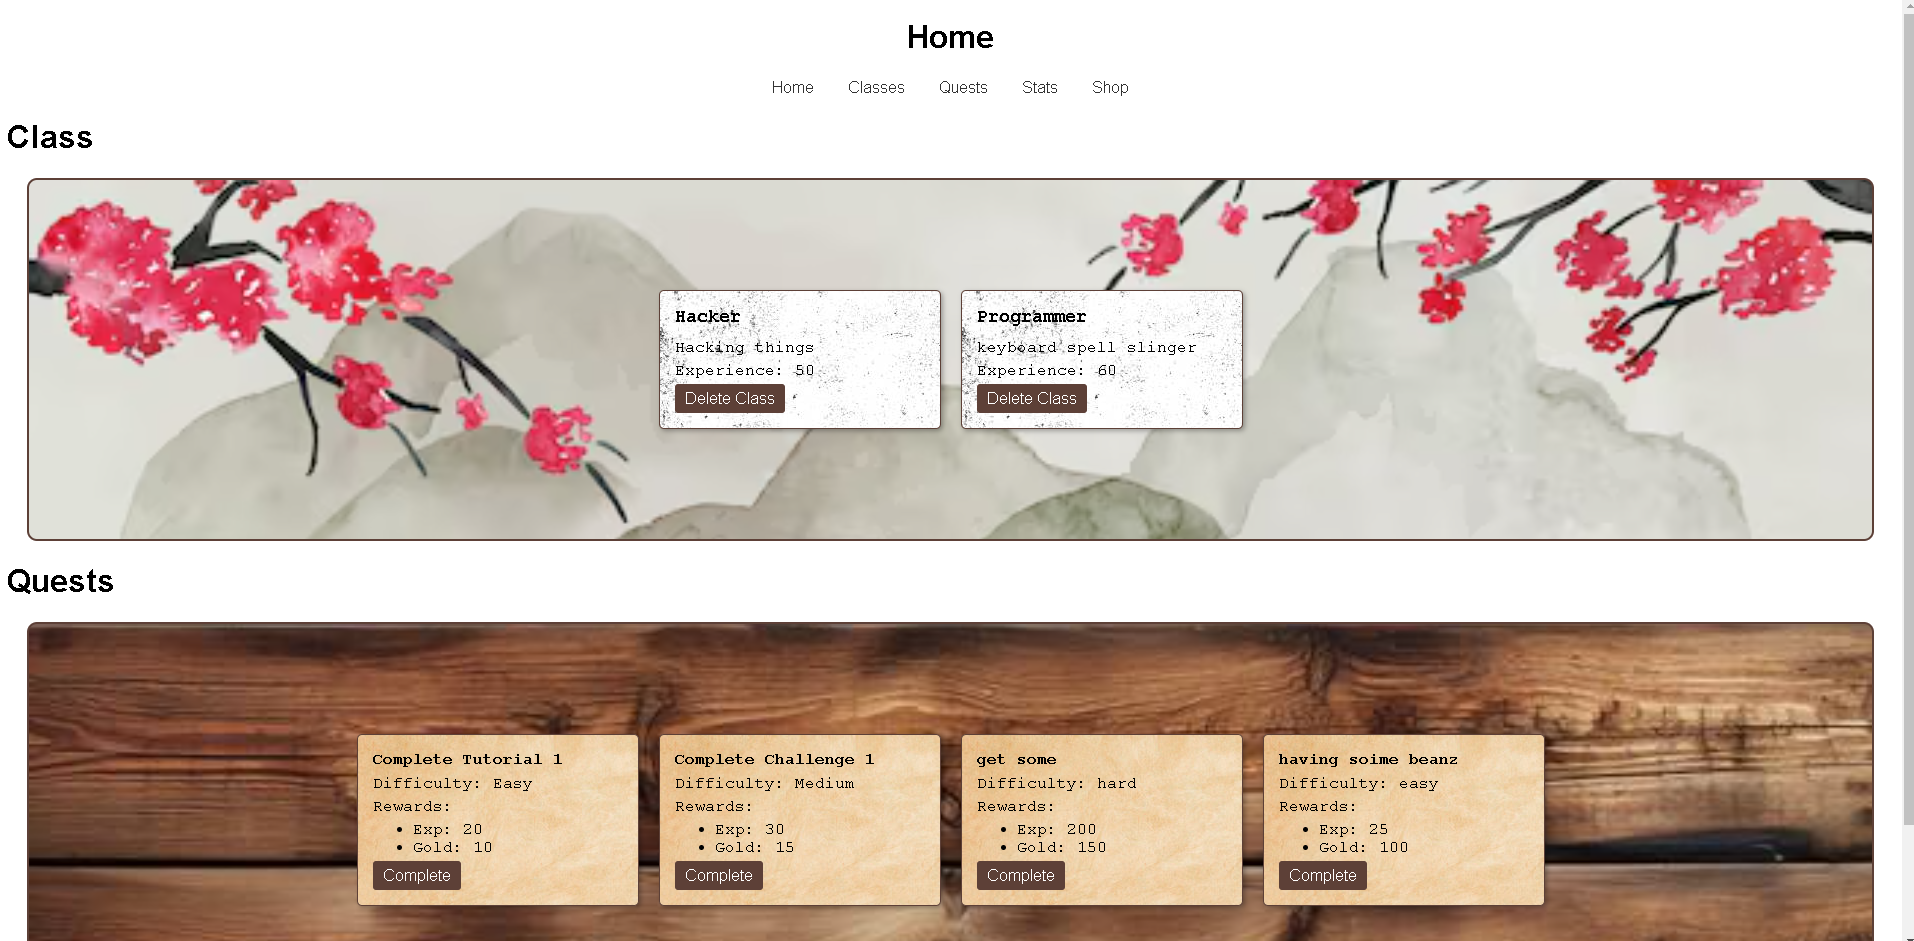 Home
Home Classes Quests Stats Shop
Class
Hacker
Hacking things
Experience: 50
Delete Class
Programmer
keyboard spell slinger
Experience: 60
Delete Class
Quests
Complete Tutorial 1
Difficulty: Easy
Rewards:
• Exp: 20
• Gold: 10
Complete
Complete Challenge 1
Difficulty: Medium
Rewards:
• Exp: 30
• Gold: 15
Complete
get some
Difficulty: hard
Rewards:
• Exp: 200
• Gold: 150
Complete
having soime beanz
Difficulty: easy
Rewards:
• Exp: 25
• Gold: 100
Complete